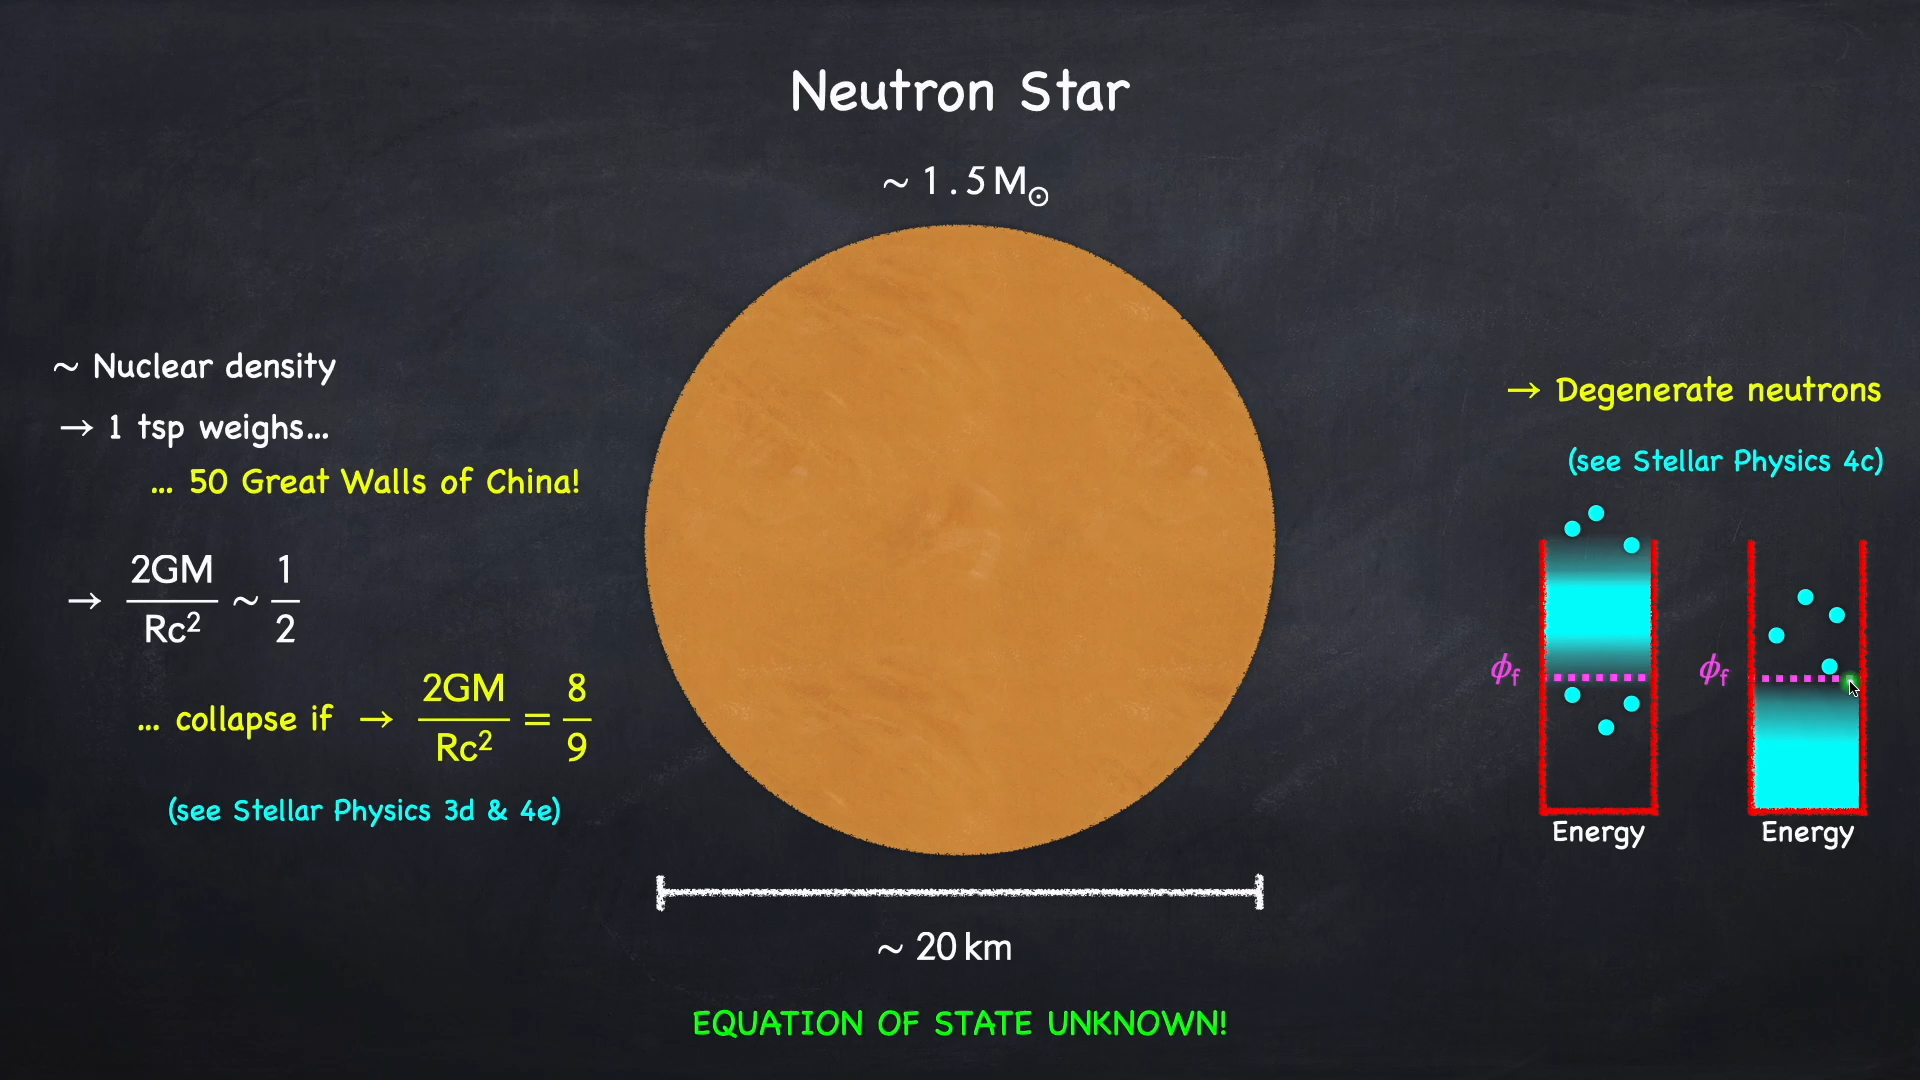 Neutron Star
~ 1.5 M☉
~ Nuclear density
→ 1 tsp weighs...
... 50 Great Walls of China!
→ 2GM/Rc² ~ 1/2
... collapse if → 2GM/Rc² = 8/9
(see Stellar Physics 3d & 4e)
→ Degenerate neutrons
(see Stellar Physics 4c)
ϕf ϕf
Energy Energy
~ 20 km
EQUATION OF STATE UNKNOWN!